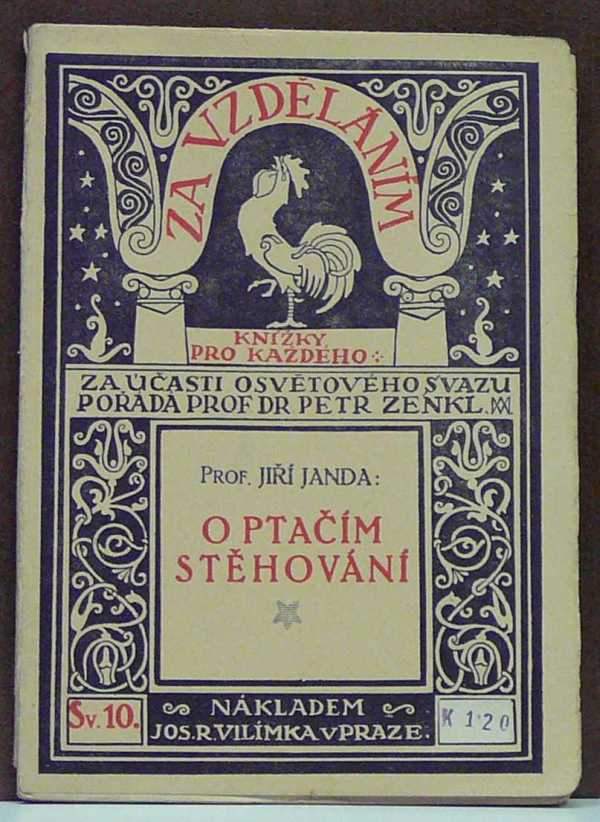 ZA VZDĚLÁNÍM
KNÍŽKY
PRO KAŽDÉHO
ZA ÚČASTI OSVĚTOVÉHO SVAZU
POŘÁDÁ PROF DR PETR ZENKL.
PROF. JIŘÍ JANDA:
O PTAČÍM
STĚHOVÁNÍ
SV. 10.
NÁKLADEM
JOS. R. VILÍMKA V PRAZE.
K 1·20